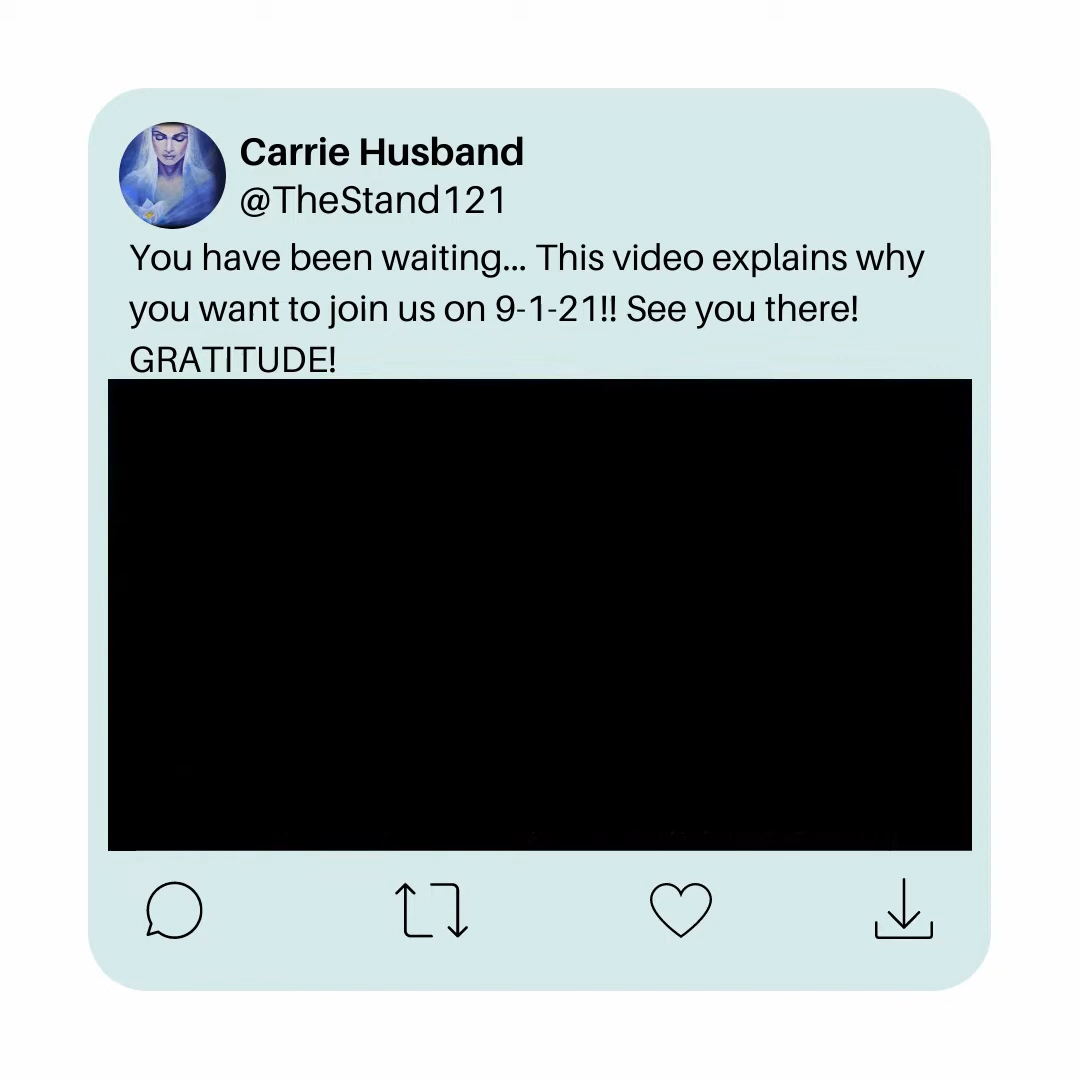 Carrie Husband
@TheStand121
You have been waiting... This video explains why
you want to join us on 9-1-21!! See you there!
GRATITUDE!